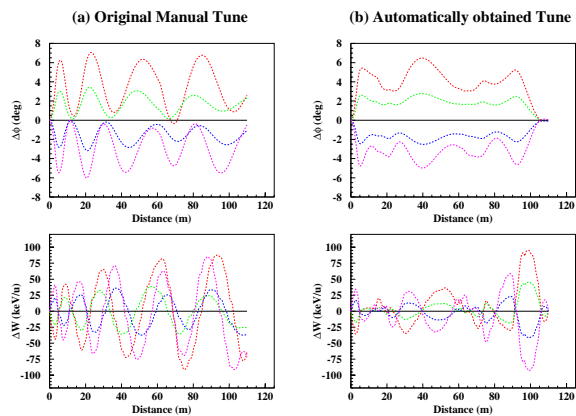 (a) Original Manual Tune
(b) Automatically obtained Tune
Δϕ (deg)
8
6
4
2
0
-2
-4
-6
-8
0 20 40 60 80 100 120
Distance (m)
Δϕ (deg)
8
6
4
2
0
-2
-4
-6
-8
0 20 40 60 80 100 120
Distance (m)
ΔW (keV/u)
100
75
50
25
0
-25
-50
-75
-100
0 20 40 60 80 100 120
Distance (m)
ΔW (keV/u)
100
75
50
25
0
-25
-50
-75
-100
0 20 40 60 80 100 120
Distance (m)